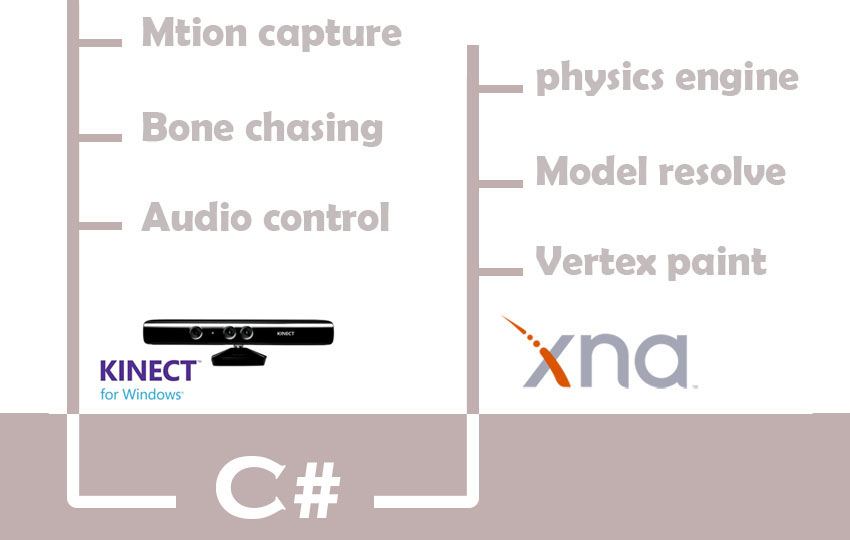 Mtion capture
Bone chasing
Audio control
KINECT
KINECT™
for Windows®
physics engine
Model resolve
Vertex paint
xna™
C#